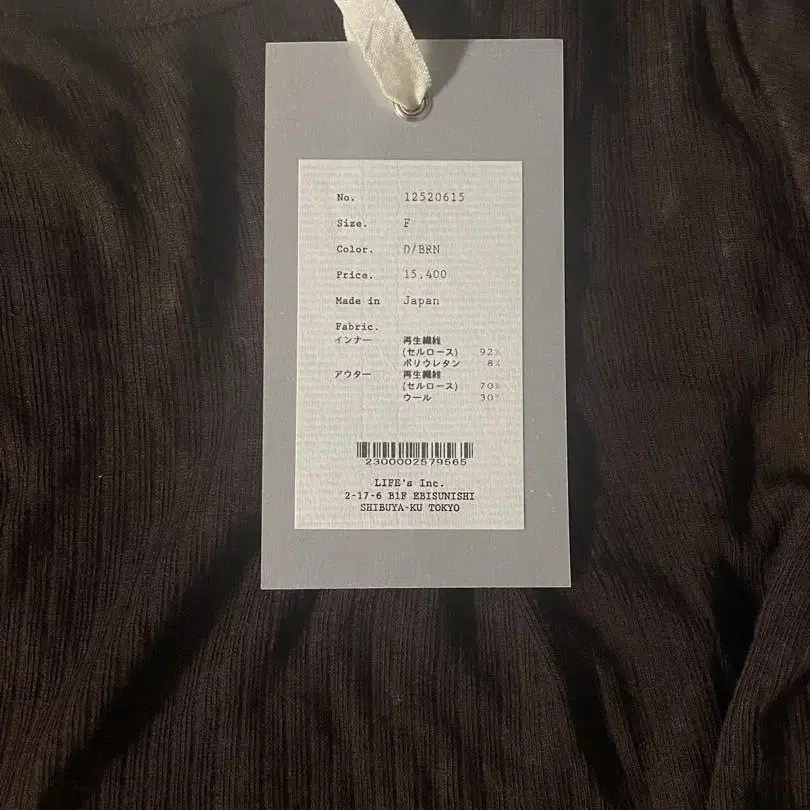 No. 12520615
Size. F
Color. D/BRN
Price. 15,400
Made in Japan
Fabric.
インナー 再生繊維
(セルロース) 92%
ポリウレタン 8%
アウター 再生繊維
(セルロース) 70%
ウール 30%
2300002579565
LIFE's Inc.
2-17-6 B1F EBISUNISHI
SHIBUYA-KU TOKYO